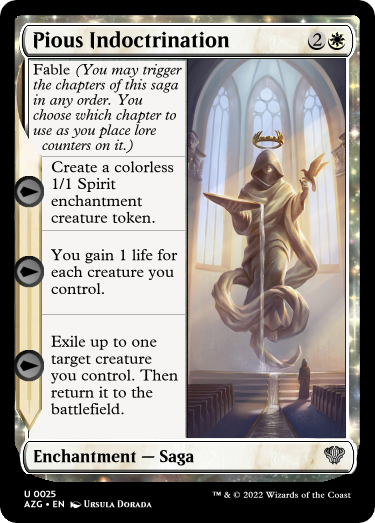 Pious Indoctrination 2
Fable (You may trigger
the chapters of this saga
in any order. You
choose which chapter to
use as you place lore
counters on it.)
Create a colorless
1/1 Spirit
enchantment
creature token.
You gain 1 life for
each creature you
control.
Exile up to one
target creature
you control. Then
return it to the
battlefield.
Enchantment — Saga
U 0025
AZG • EN Ursula Dorada
™ & © 2022 Wizards of the Coast